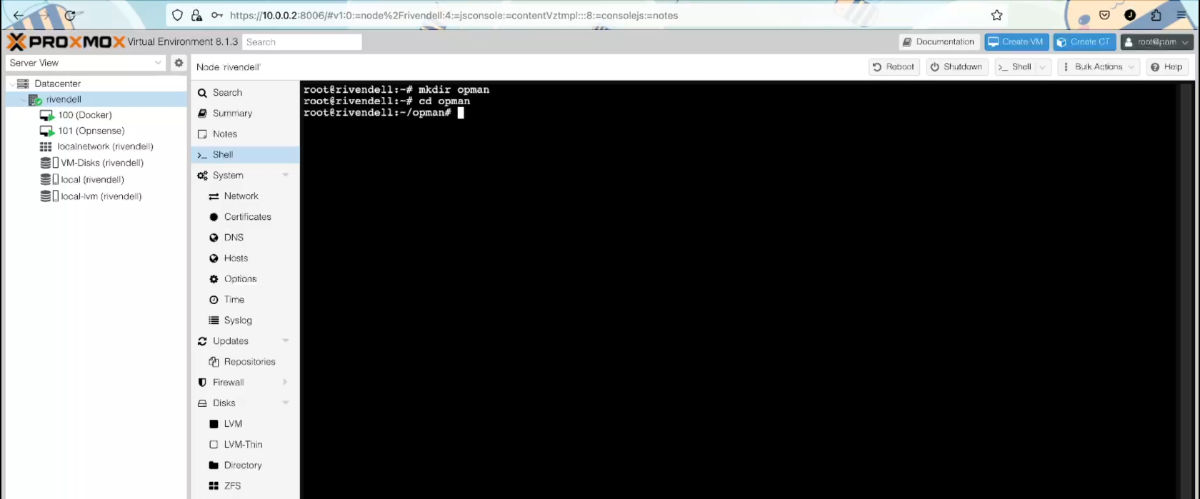 https://10.0.0.2:8006/#v1:0:=node%2Frivendell:4:=jsconsole:=contentVztmpl:::8:=consolejs:=notes
PROXMOX Virtual Environment 8.1.3 Search
Documentation Create VM Create CT root@pam
Server View
Node 'rivendell'
Reboot Shutdown Shell Bulk Actions Help
Datacenter
rivendell
100 (Docker)
101 (Opnsense)
localnetwork (rivendell)
VM-Disks (rivendell)
local (rivendell)
local-lvm (rivendell)
Search
Summary
Notes
Shell
System
Network
Certificates
DNS
Hosts
Options
Time
Syslog
Updates
Repositories
Firewall
Disks
LVM
LVM-Thin
Directory
ZFS
root@rivendell:~# mkdir opman
root@rivendell:~# cd opman
root@rivendell:~/opman#